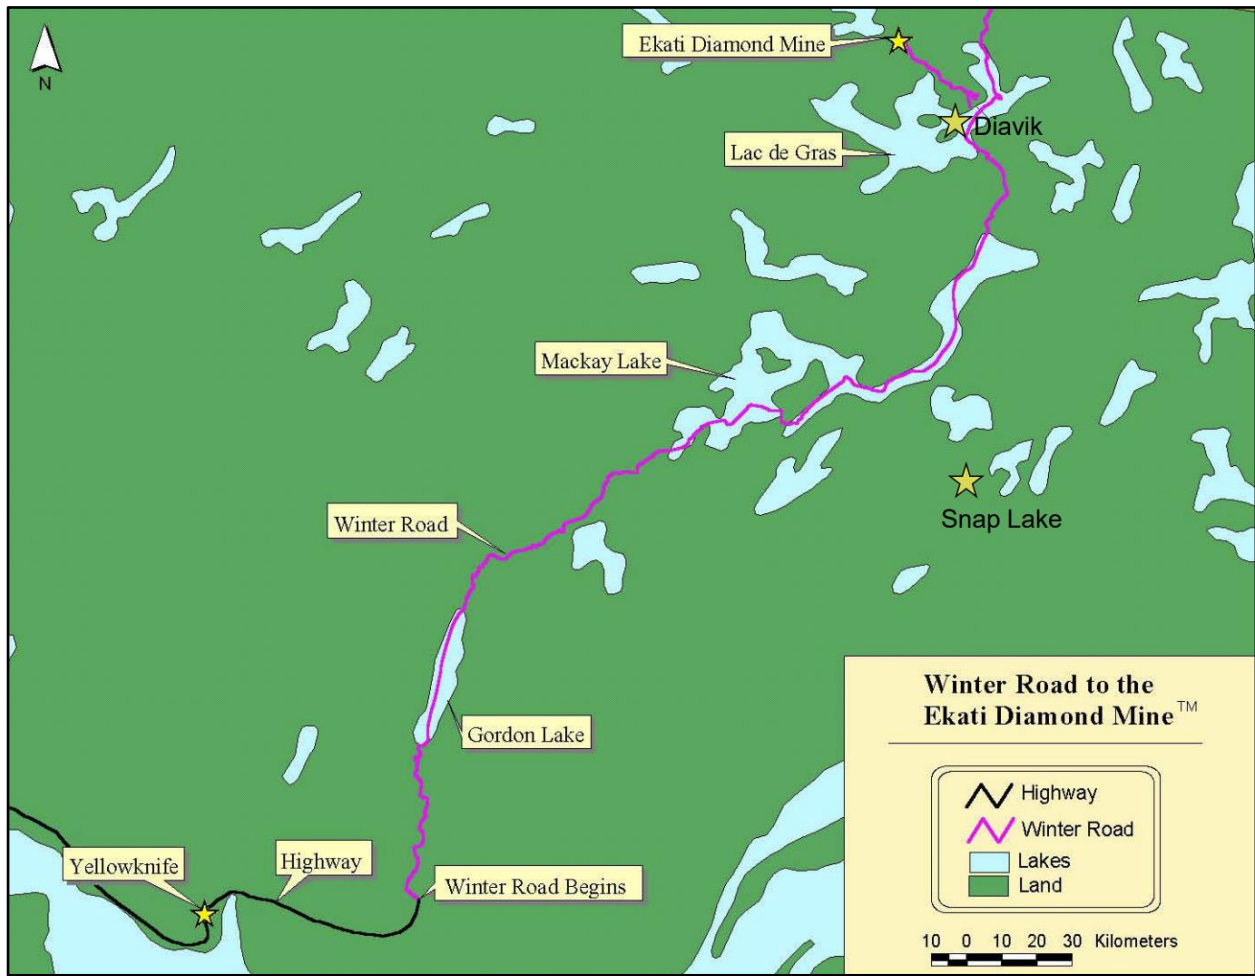 Ekati Diamond Mine
N
Diavik
Lac de Gras
Mackay Lake
Snap Lake
Winter Road
Gordon Lake
Yellowknife
Highway
Winter Road Begins
Winter Road to the
Ekati Diamond Mine™
Highway
Winter Road
Lakes
Land
10 0 10 20 30 Kilometers